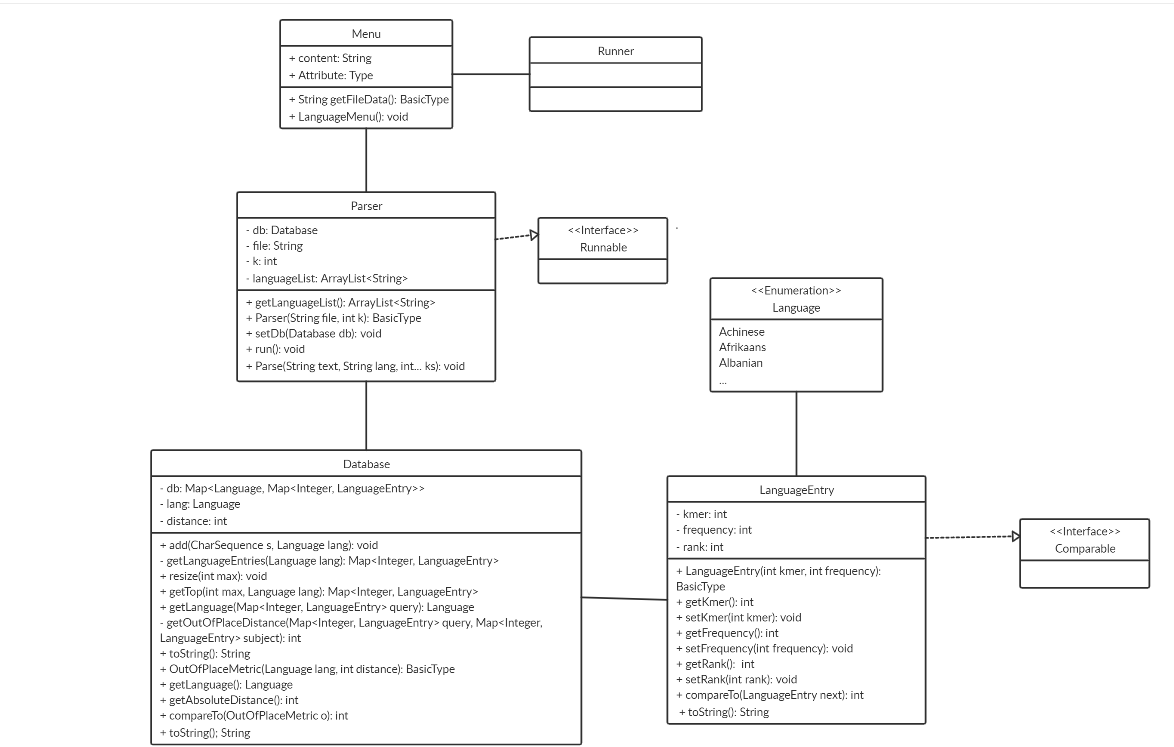 Menu
+ content: String
+ Attribute: Type
+ String getFileData(): BasicType
+ LanguageMenu(): void
Runner
Parser
- db: Database
- file: String
- k: int
- languageList: ArrayList<String>
+ getLanguageList(): ArrayList<String>
+ Parser(String file, int k): BasicType
+ setDb(Database db): void
+ run(): void
+ Parse(String text, String lang, int... ks): void
<<Interface>>
Runnable
<<Enumeration>>
Language
Achinese
Afrikaans
Albanian
...
Database
- db: Map<Language, Map<Integer, LanguageEntry>>
- lang: Language
- distance: int
+ add(CharSequence s, Language lang): void
- getLanguageEntries(Language lang): Map<Integer, LanguageEntry>
+ resize(int max): void
+ getTop(int max, Language lang): Map<Integer, LanguageEntry>
+ getLanguage(Map<Integer, LanguageEntry> query): Language
- getOutOfPlaceDistance(Map<Integer, LanguageEntry> query, Map<Integer,
LanguageEntry> subject): int
+ toString(): String
+ OutOfPlaceMetric(Language lang, int distance): BasicType
+ getLanguage(): Language
+ getAbsoluteDistance(): int
+ compareTo(OutOfPlaceMetric o): int
+ toString(); String
LanguageEntry
- kmer: int
- frequency: int
- rank: int
+ LanguageEntry(int kmer, int frequency):
BasicType
+ getKmer(): int
+ setKmer(int kmer): void
+ getFrequency(): int
+ setFrequency(int frequency): void
+ getRank(): int
+ setRank(int rank): void
+ compareTo(LanguageEntry next): int
+ toString(): String
<<Interface>>
Comparable